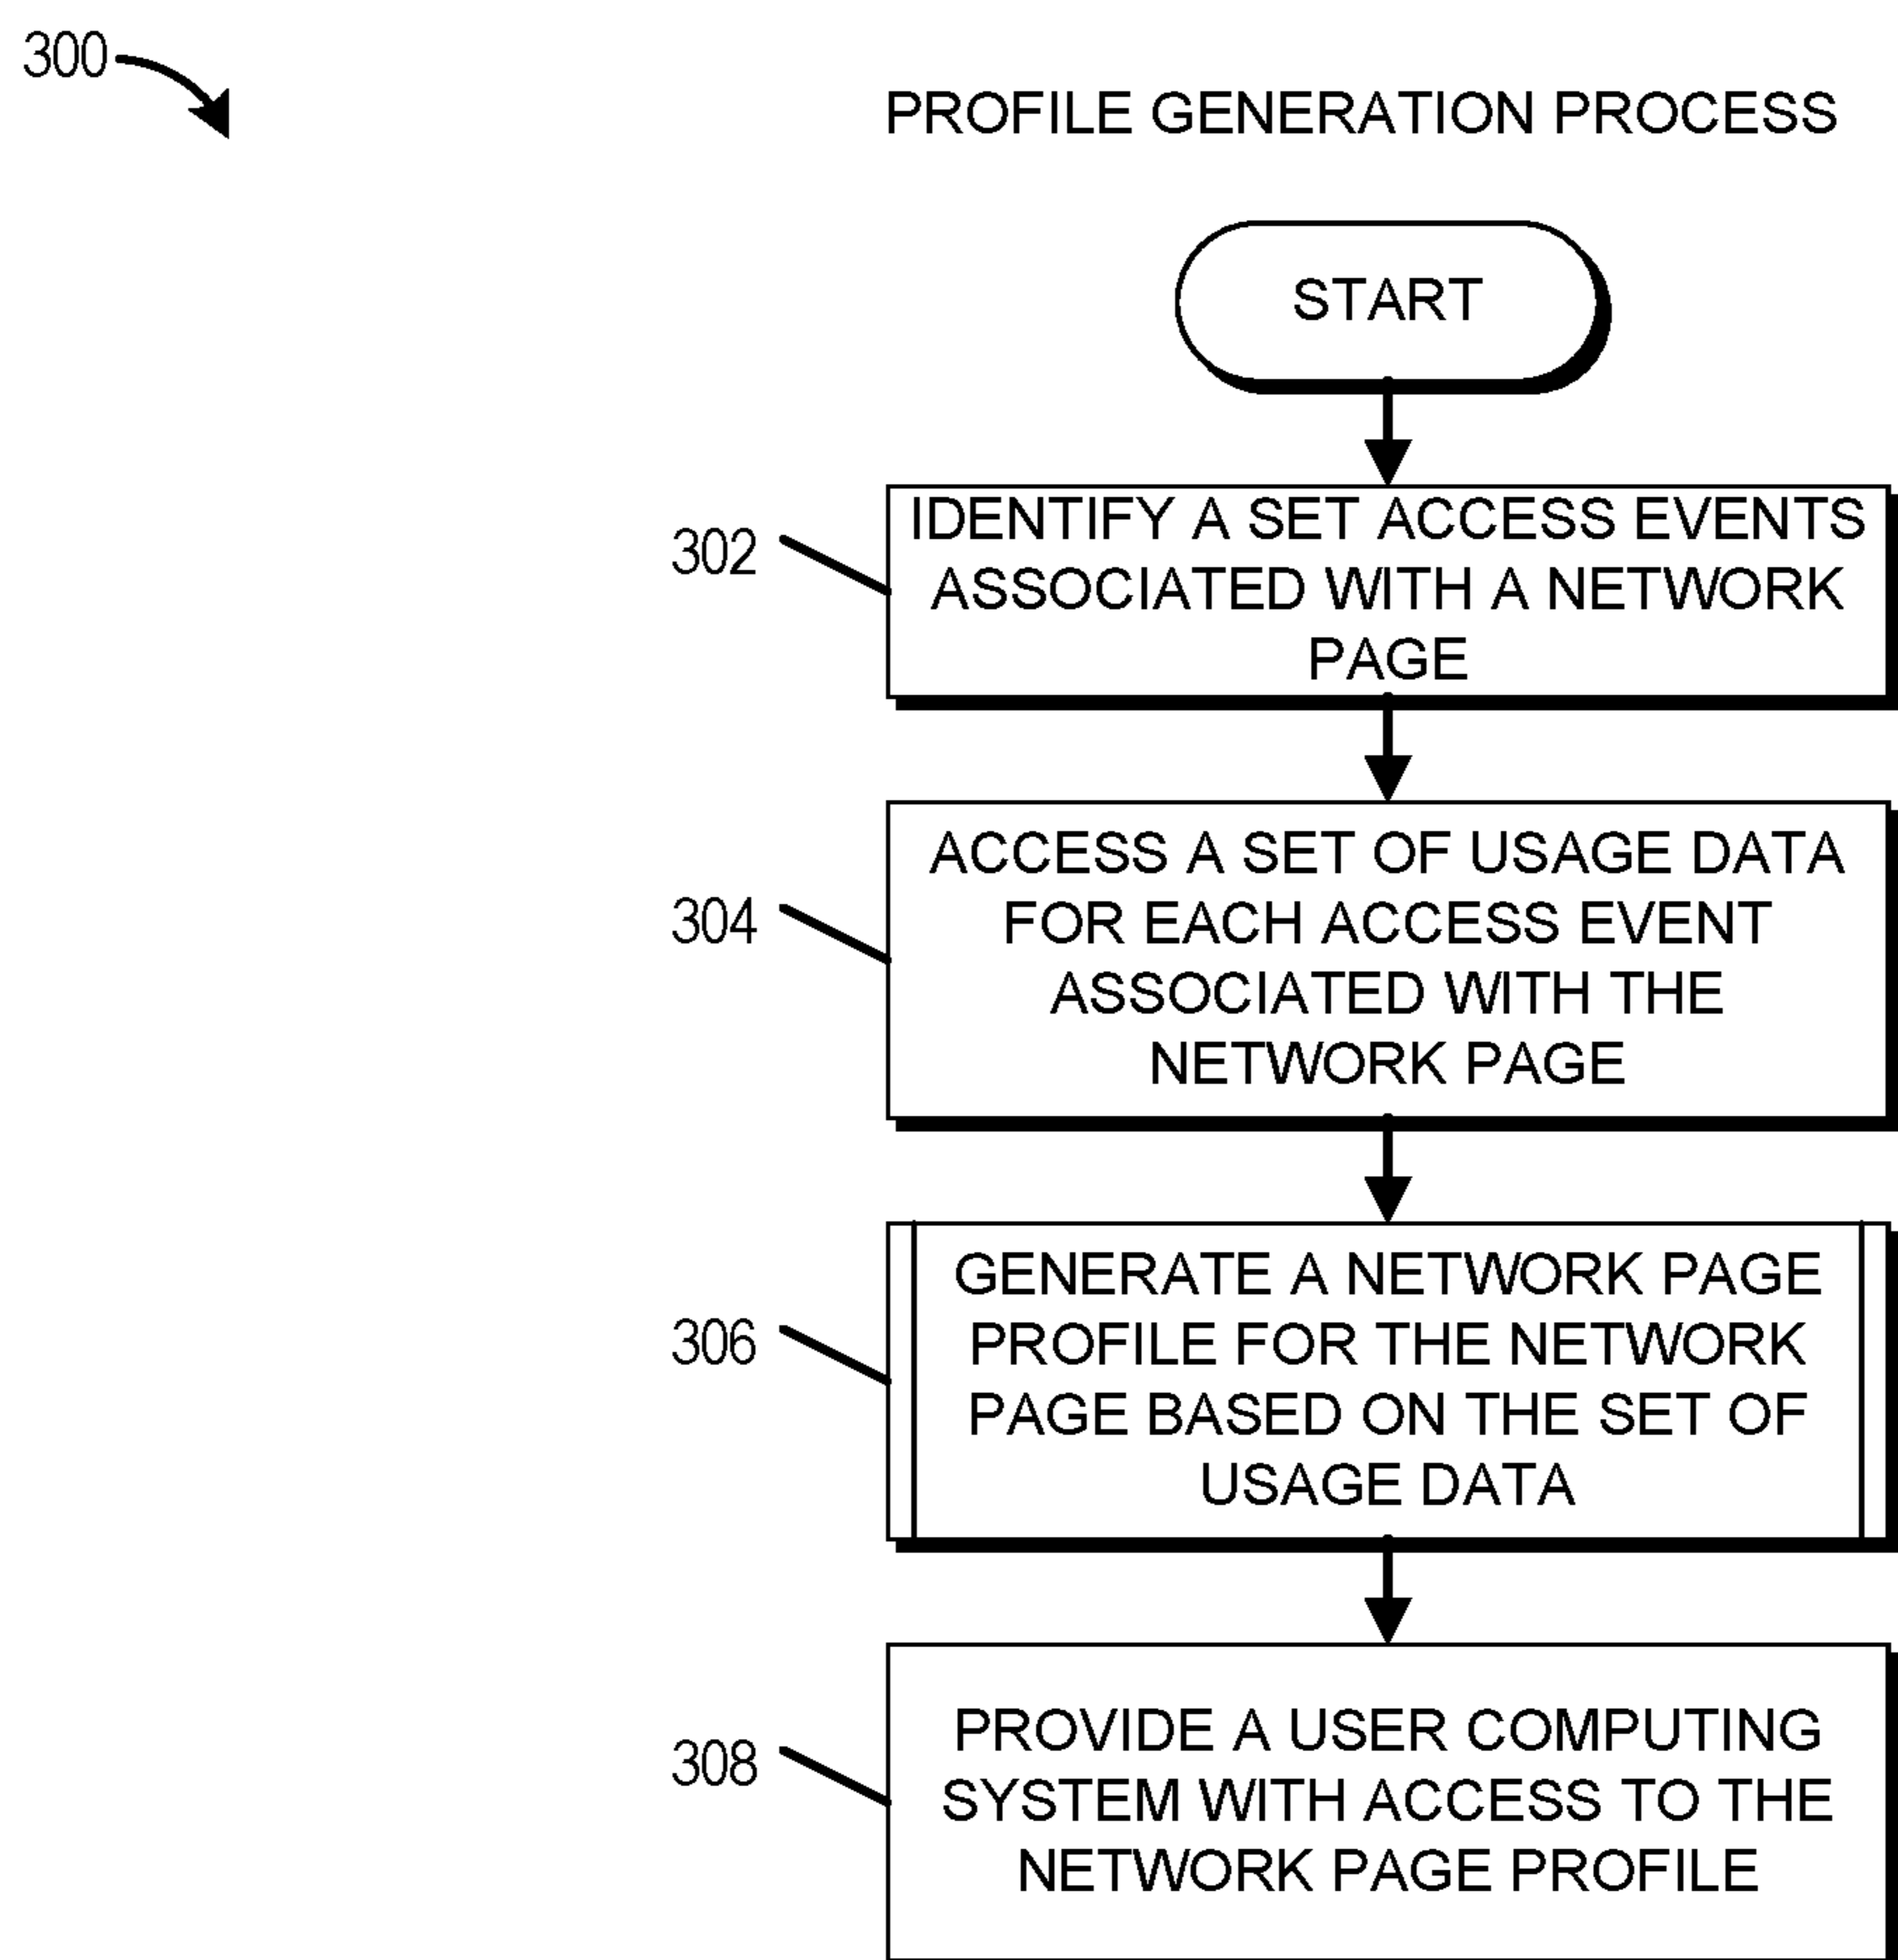 300
PROFILE GENERATION PROCESS
START
302
IDENTIFY A SET ACCESS EVENTS
ASSOCIATED WITH A NETWORK
PAGE
304
ACCESS A SET OF USAGE DATA
FOR EACH ACCESS EVENT
ASSOCIATED WITH THE
NETWORK PAGE
306
GENERATE A NETWORK PAGE
PROFILE FOR THE NETWORK
PAGE BASED ON THE SET OF
USAGE DATA
308
PROVIDE A USER COMPUTING
SYSTEM WITH ACCESS TO THE
NETWORK PAGE PROFILE